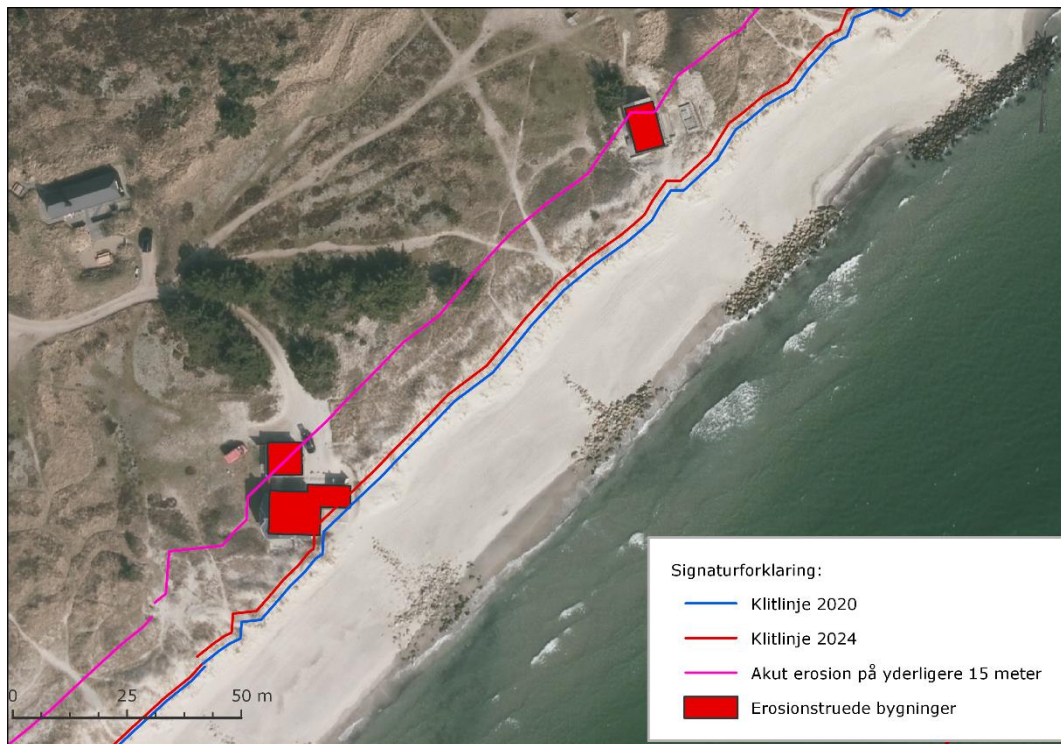 0 25 50 m
Signaturforklaring:
Klitlinje 2020
Klitlinje 2024
Akut erosion på yderligere 15 meter
Erosionstruede bygninger